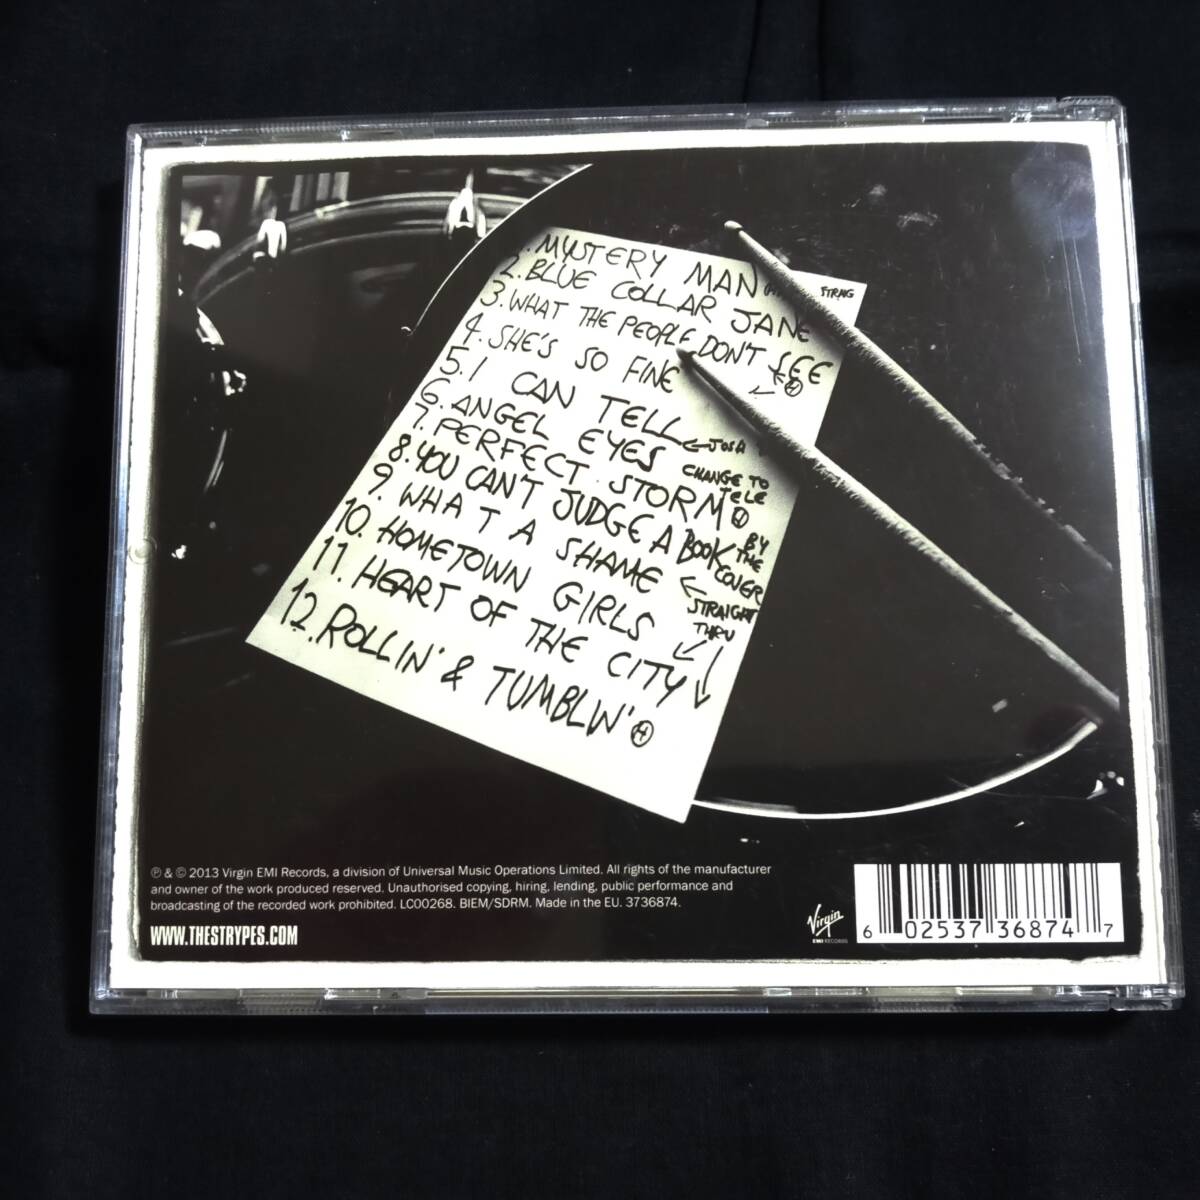 1. MYSTERY MAN
STRAIG
2. BLUE COLLAR JANE
3. WHAT THE PEOPLE DON'T SEE
4. SHE'S SO FINE
H
5. I CAN TELL
JOSH
6. ANGEL EYES
CHANGE TO
TELE
7. PERFECT STORM
H
8. YOU CAN'T JUDGE A BOOK BY
THE
COVER
9. WHAT A SHAME
STRAIGHT
THRU
10. HOMETOWN GIRLS
11. HEART OF THE CITY
12. ROLLIN' & TUMBLIN' H
℗ & © 2013 Virgin EMI Records, a division of Universal Music Operations Limited. All rights of the manufacturer
and owner of the work produced reserved. Unauthorised copying, hiring, lending, public performance and
broadcasting of the recorded work prohibited. LC00268. BIEM/SDRM. Made in the EU. 3736874.
WWW.THESTRYPES.COM
Virgin
EMI RECORDS
6 02537 36874 7